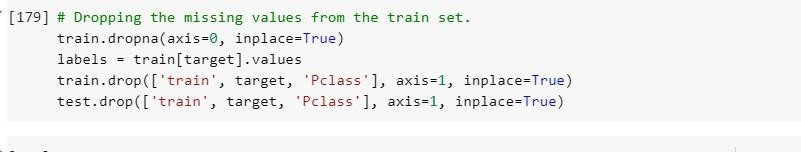 [179] # Dropping the missing values from the train set.
train.dropna(axis=0, inplace=True)
labels = train[target].values
train.drop(['train', target, 'Pclass'], axis=1, inplace=True)
test.drop(['train', target, 'Pclass'], axis=1, inplace=True)